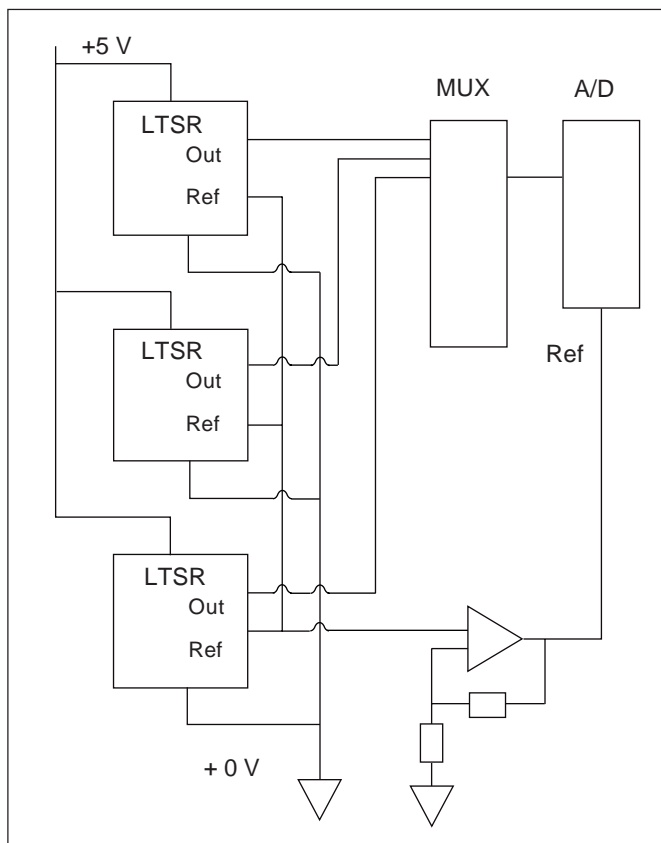 +5 V
MUX
A/D
LTSR
Out
Ref
LTSR
Out
Ref
Ref
LTSR
Out
Ref
+ 0 V